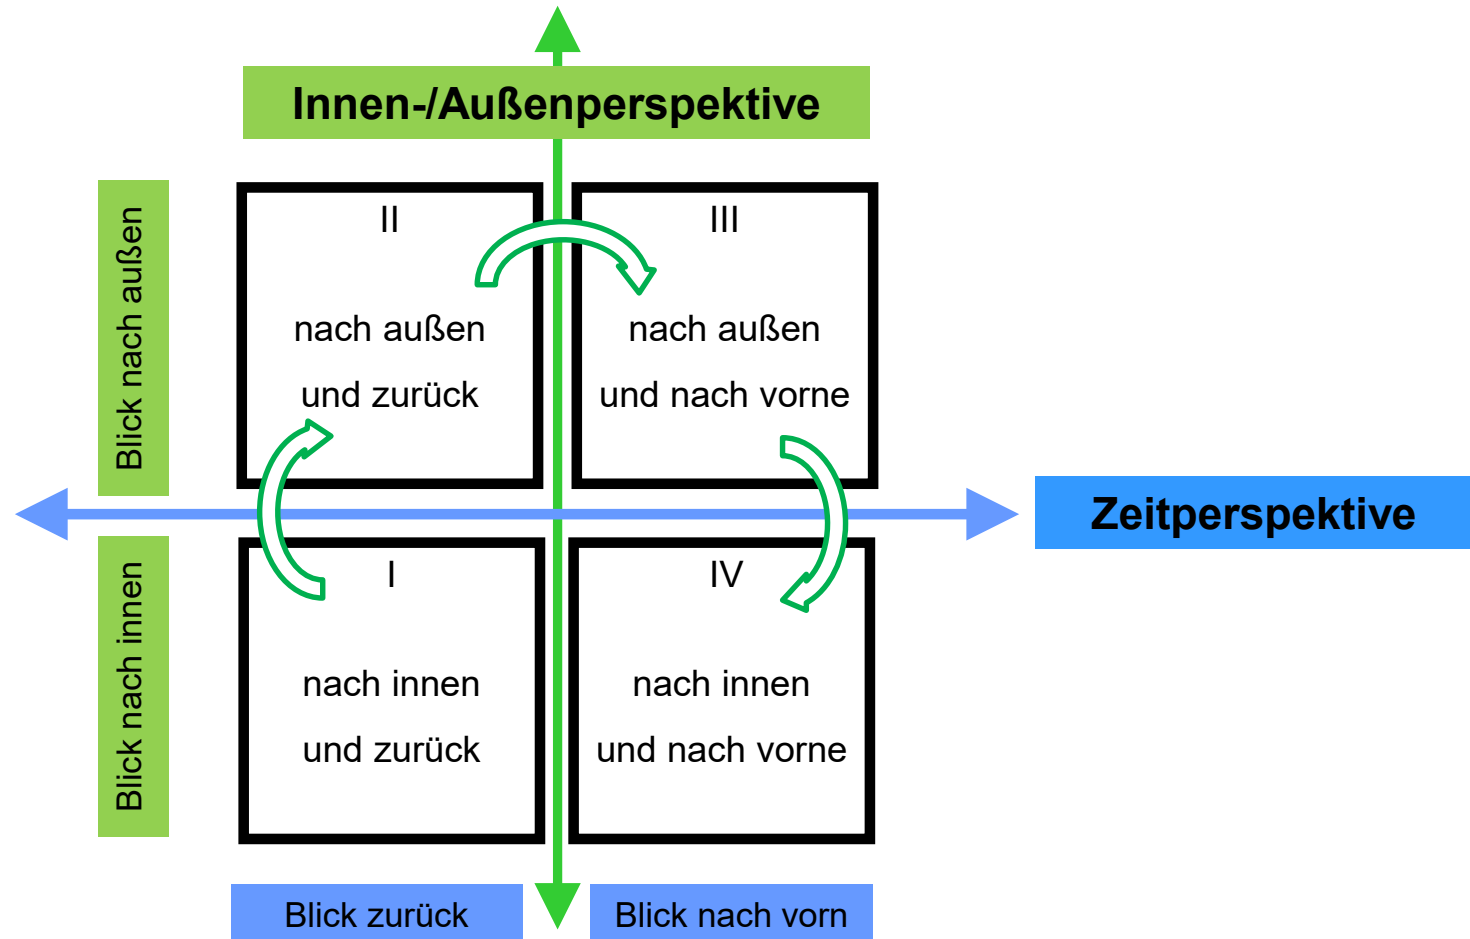 Innen-/Außenperspektive
Blick nach außen
II
nach außen
und zurück
III
nach außen
und nach vorne
Zeitperspektive
Blick nach innen
I
nach innen
und zurück
IV
nach innen
und nach vorne
Blick zurück
Blick nach vorn